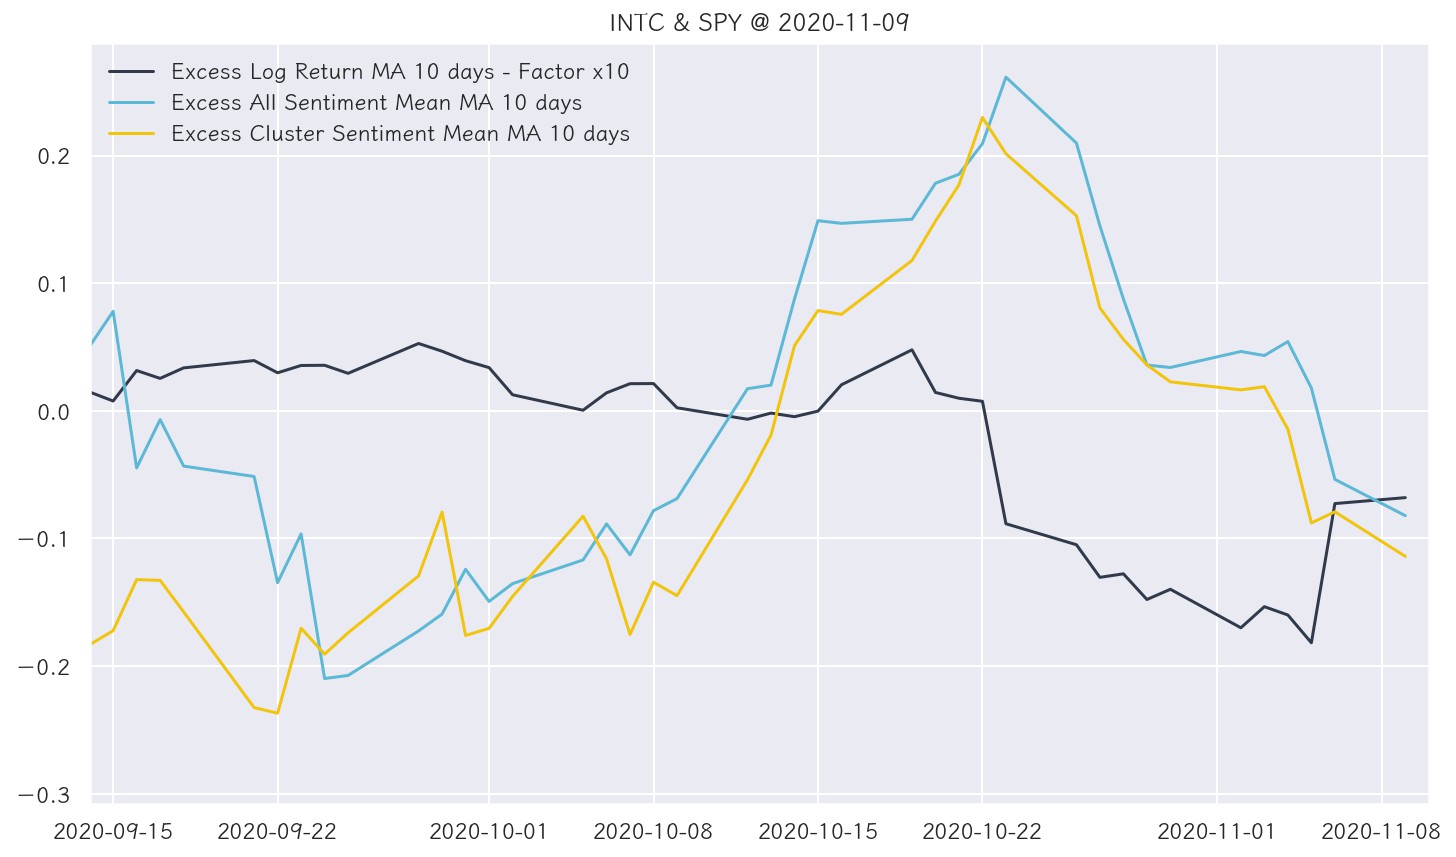 INTC & SPY @ 2020-11-09
Excess Log Return MA 10 days - Factor x10
Excess All Sentiment Mean MA 10 days
Excess Cluster Sentiment Mean MA 10 days
0.2
0.1
0.0
−0.1
−0.2
−0.3
2020-09-15 2020-09-22 2020-10-01 2020-10-08 2020-10-15 2020-10-22 2020-11-01 2020-11-08